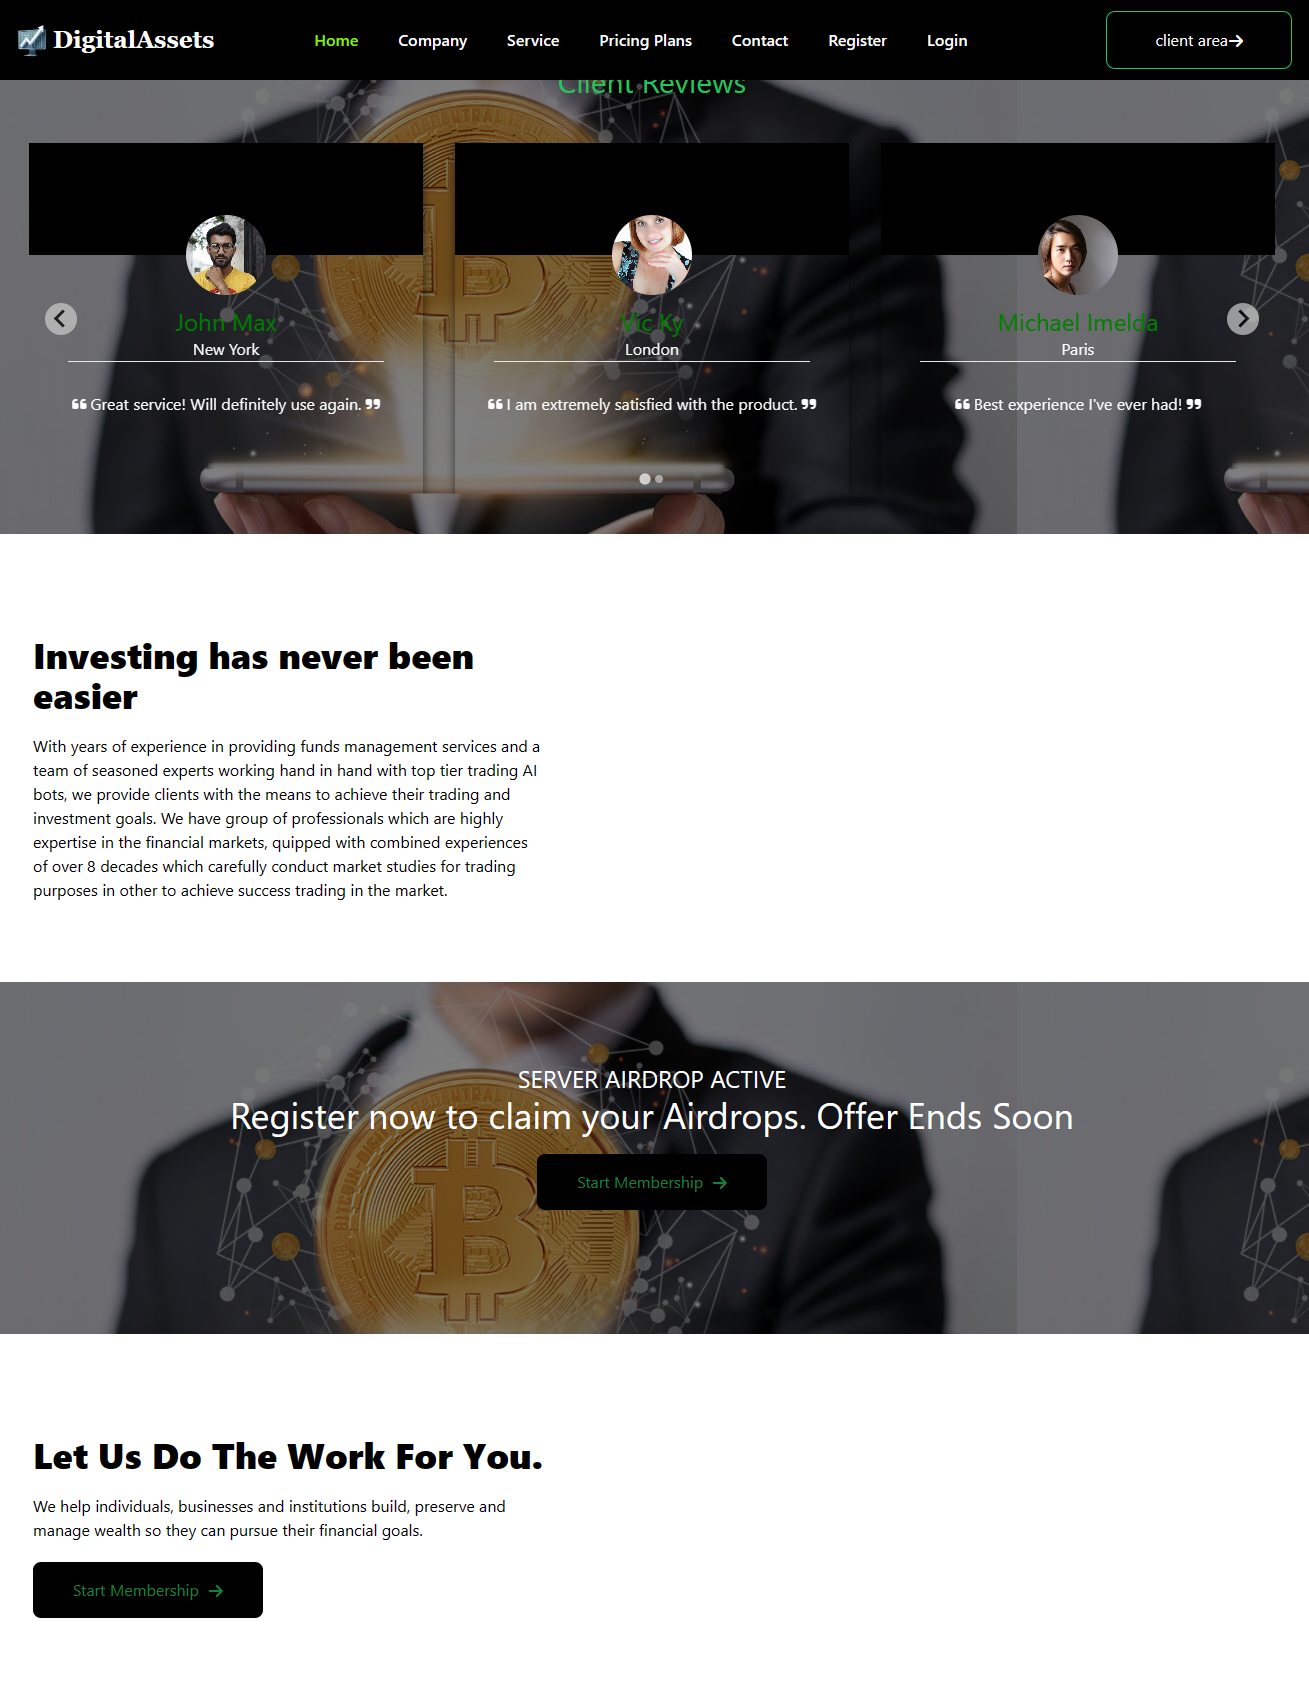 DigitalAssets
Home Company Service Pricing Plans Contact Register Login
client area
Client Reviews
John Max
New York
Great service! Will definitely use again.
Vic Ky
London
I am extremely satisfied with the product.
Michael Imelda
Paris
Best experience I've ever had!
Investing has never been
easier
With years of experience in providing funds management services and a
team of seasoned experts working hand in hand with top tier trading AI
bots, we provide clients with the means to achieve their trading and
investment goals. We have group of professionals which are highly
expertise in the financial markets, quipped with combined experiences
of over 8 decades which carefully conduct market studies for trading
purposes in other to achieve success trading in the market.
SERVER AIRDROP ACTIVE
Register now to claim your Airdrops. Offer Ends Soon
Start Membership
Let Us Do The Work For You.
We help individuals, businesses and institutions build, preserve and
manage wealth so they can pursue their financial goals.
Start Membership